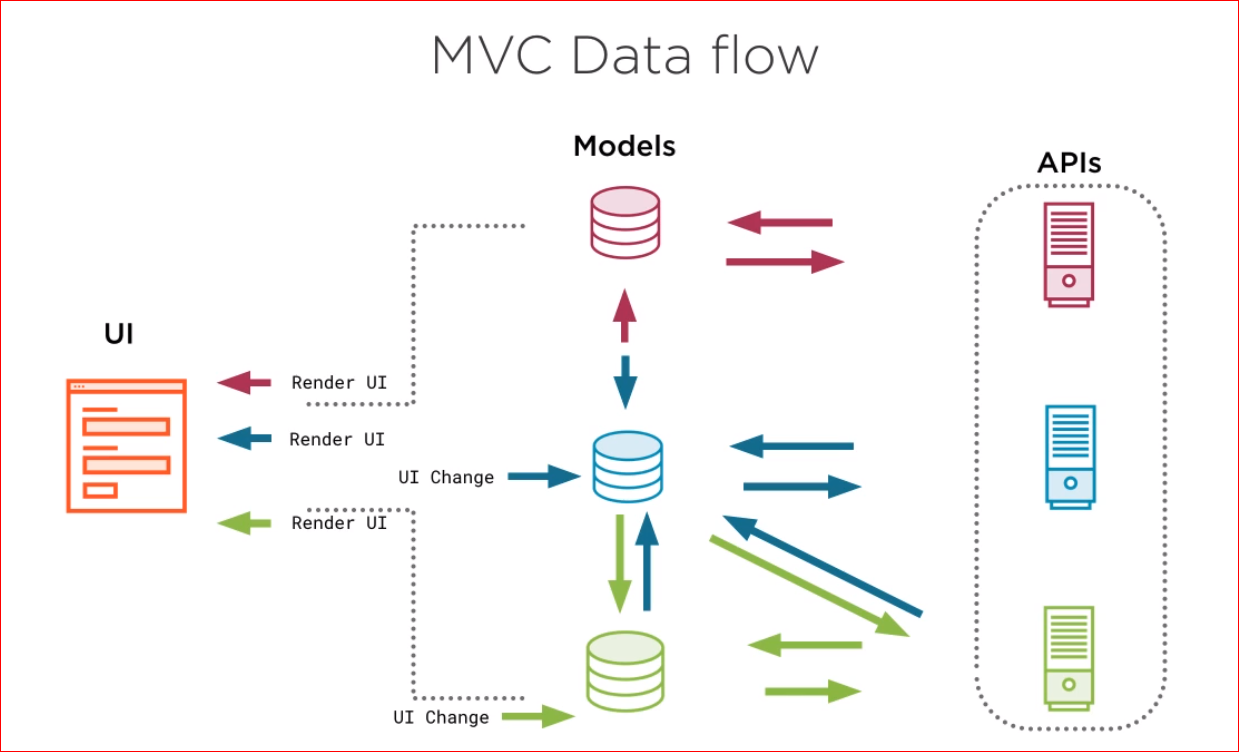 MVC Data flow
Models
APIs
UI
Render UI
Render UI
UI Change
Render UI
UI Change